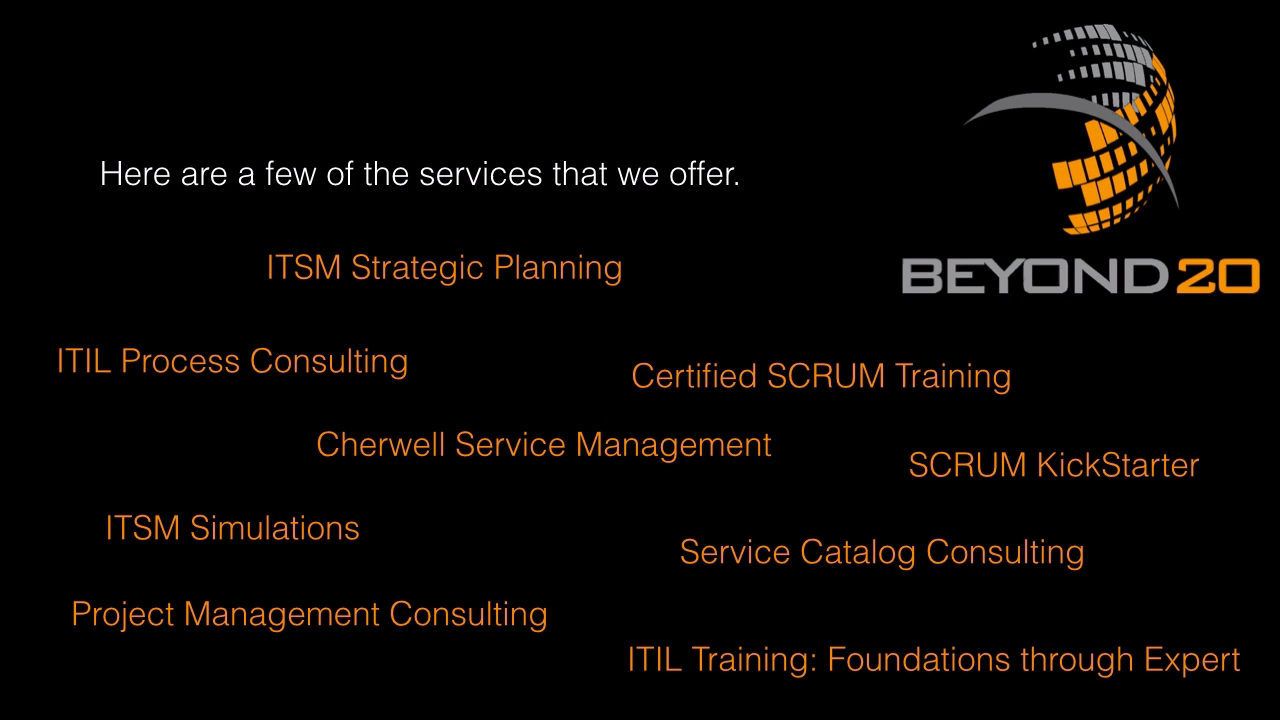 Here are a few of the services that we offer.
BEYOND20
ITSM Strategic Planning
ITIL Process Consulting
Certified SCRUM Training
Cherwell Service Management
SCRUM KickStarter
ITSM Simulations
Service Catalog Consulting
Project Management Consulting
ITIL Training: Foundations through Expert